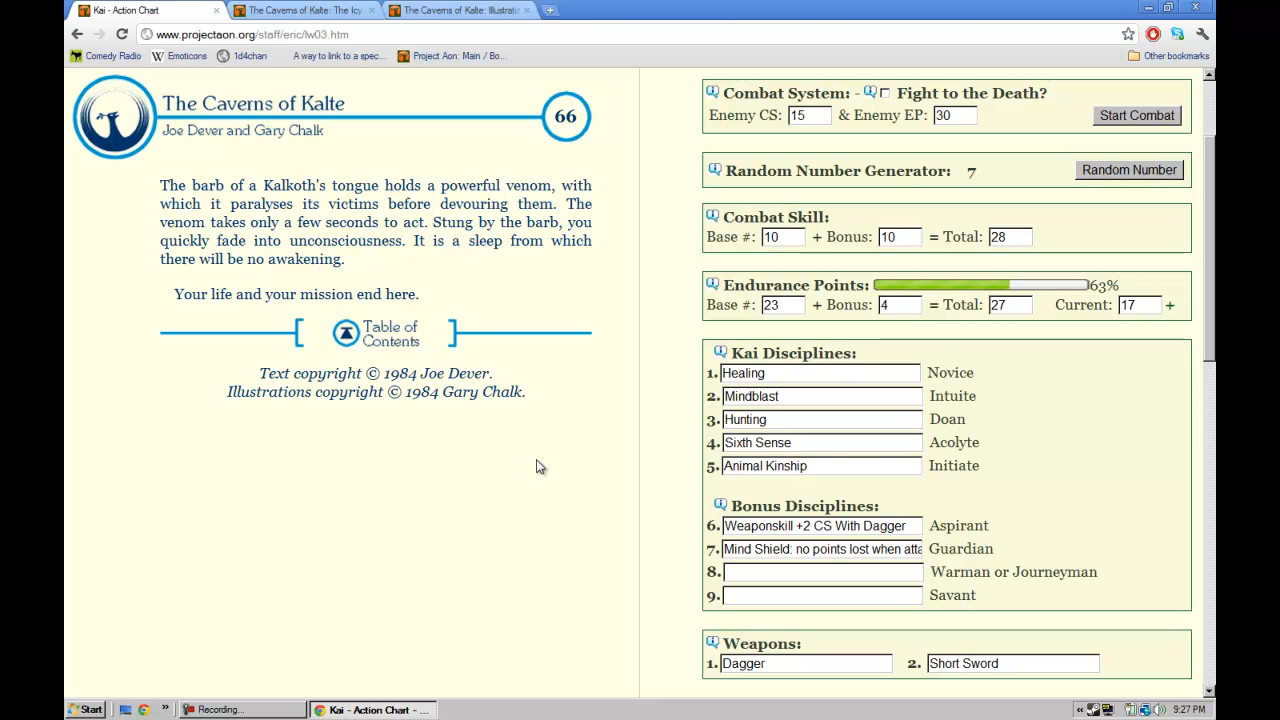 Kai - Action Chart
The Caverns of Kalte: The Icy
The Caverns of Kalte: Illustratio
www.projectaon.org/staff/eric/lw03.htm
Comedy Radio
Emoticons
1d4chan
A way to link to a spec...
Project Aon: Main / Bo...
Other bookmarks
The Caverns of Kalte
Joe Dever and Gary Chalk
66
The barb of a Kalkoth's tongue holds a powerful venom, with
which it paralyses its victims before devouring them. The
venom takes only a few seconds to act. Stung by the barb, you
quickly fade into unconsciousness. It is a sleep from which
there will be no awakening.
Your life and your mission end here.
Table of
Contents
Text copyright © 1984 Joe Dever.
Illustrations copyright © 1984 Gary Chalk.
Combat System: - Fight to the Death?
Enemy CS: 15 & Enemy EP: 30 Start Combat
Random Number Generator: 7 Random Number
Combat Skill:
Base #: 10 + Bonus: 10 = Total: 28
Endurance Points: 63%
Base #: 23 + Bonus: 4 = Total: 27 Current: 17 +
Kai Disciplines:
1. Healing Novice
2. Mindblast Intuite
3. Hunting Doan
4. Sixth Sense Acolyte
5. Animal Kinship Initiate
Bonus Disciplines:
6. Weaponskill +2 CS With Dagger Aspirant
7. Mind Shield: no points lost when atta Guardian
8. Warman or Journeyman
9. Savant
Weapons:
1. Dagger 2. Short Sword
Start » Recording... Kai - Action Chart - ... « 9:27 PM